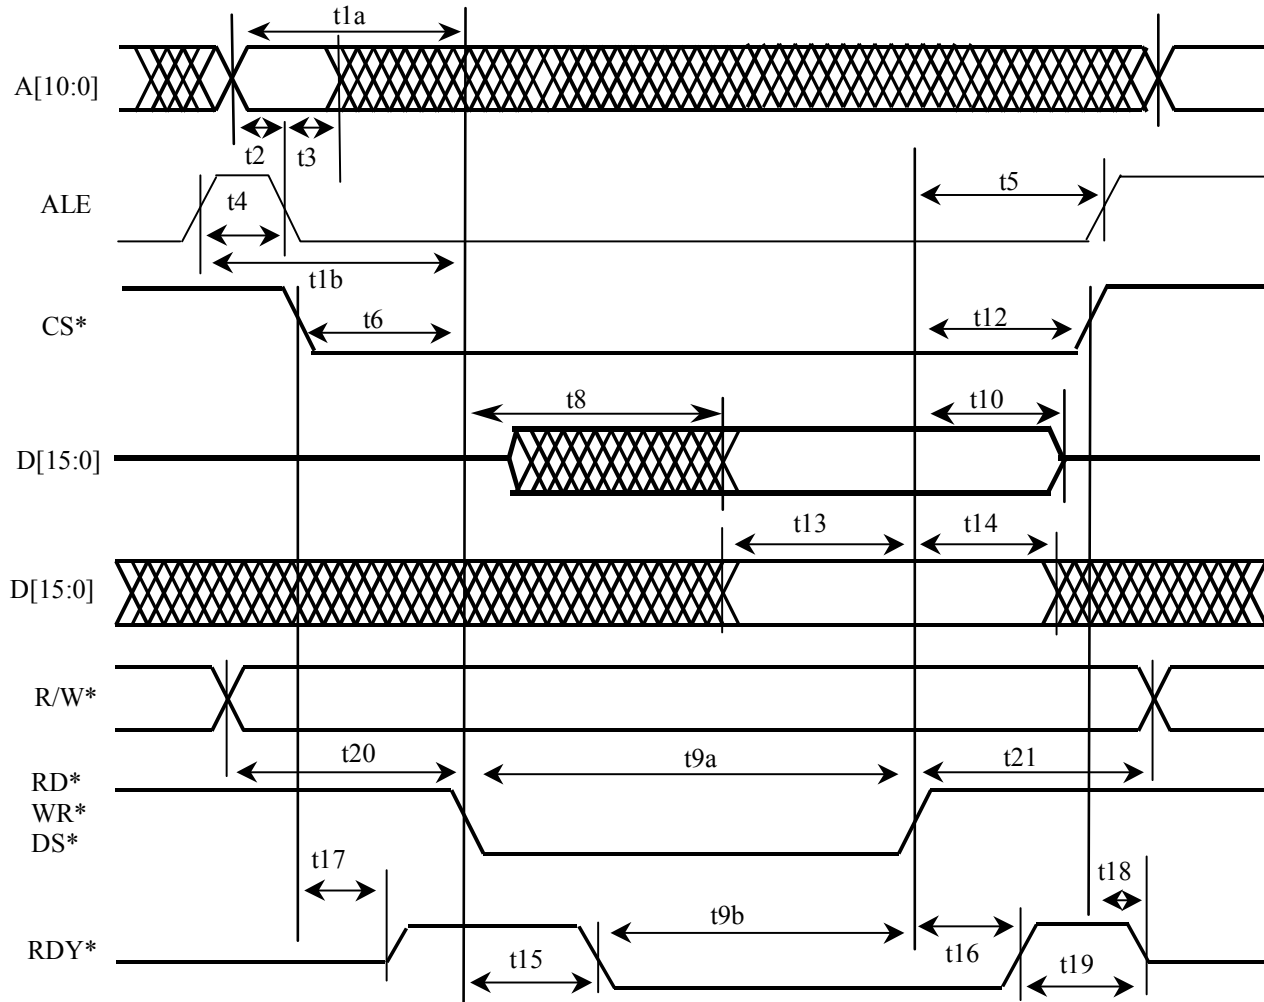 t1a
A[10:0]
t2
t3
ALE
t4
t5
t1b
CS*
t6
t12
t8
t10
D[15:0]
t13
t14
D[15:0]
R/W*
t20
t9a
t21
RD*
WR*
DS*
t17
t18
t9b
RDY*
t15
t16
t19